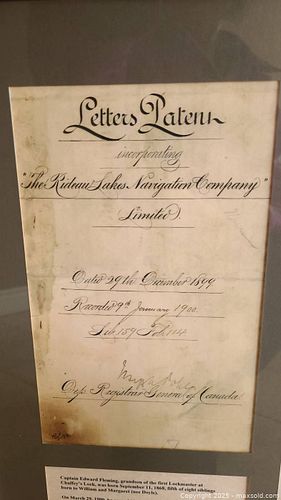 Letters Patent
incorporating
"The Rideau Lakes Navigation Company"
Limited.
Dated 29th December 1899
Recorded 9th January 1900.
Lib. 159 Fol. 124
Dep. Registrar General of Canada
Captain Edward Fleming, grandson of the first Lockmaster at
Chaffey's Lock, was born September 11, 1868, fifth of eight siblings
born to William and Margaret (nee Doyle).
© 2025 - maxsold.com